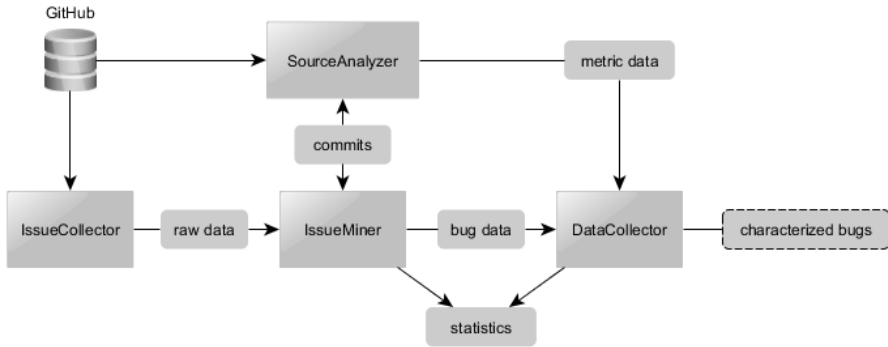 GitHub
SourceAnalyzer
metric data
commits
IssueCollector
raw data
IssueMiner
bug data
DataCollector
characterized bugs
statistics